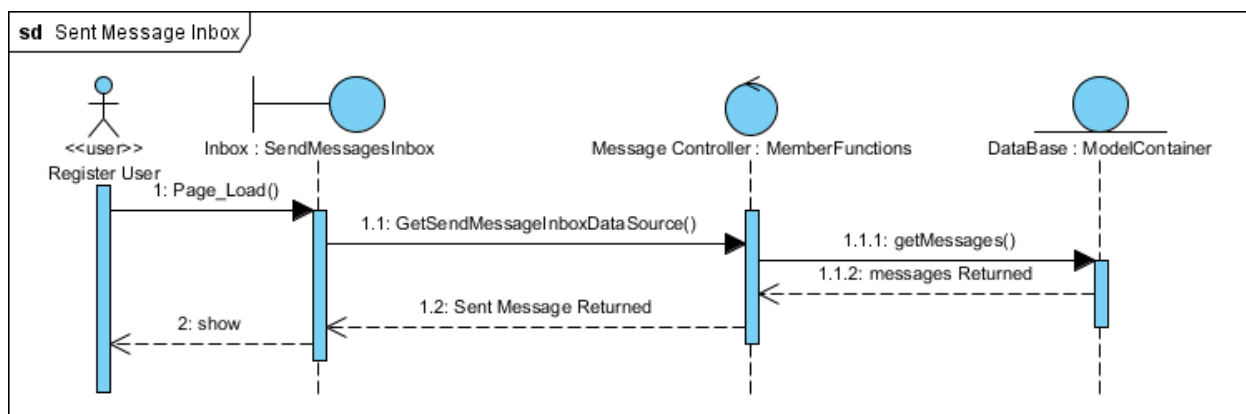 sd Sent Message Inbox
<<user>>
Register User
Inbox : SendMessagesInbox
Message Controller : MemberFunctions
DataBase : ModelContainer
1: Page_Load()
1.1: GetSendMessageInboxDataSource()
1.1.1: getMessages()
1.1.2: messages Returned
1.2: Sent Message Returned
2: show